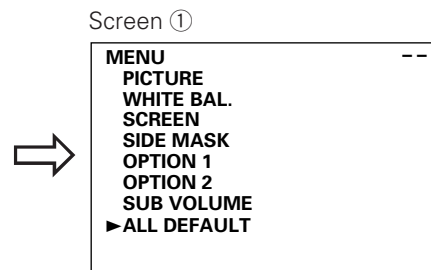 Screen ①
MENU --
PICTURE
WHITE BAL.
SCREEN
SIDE MASK
OPTION 1
OPTION 2
SUB VOLUME
►ALL DEFAULT